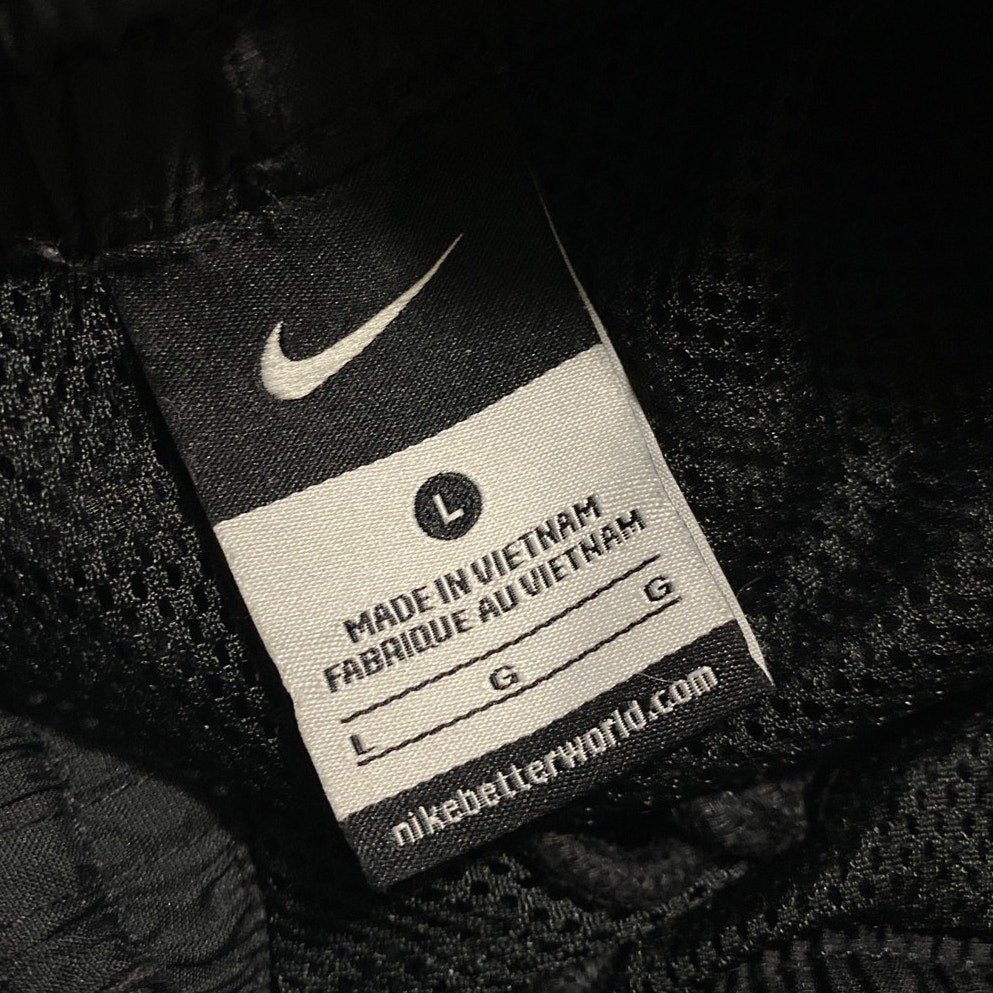 L
MADE IN VIETNAM
FABRIQUE AU VIETNAM
L G G
nikebetterworld.com